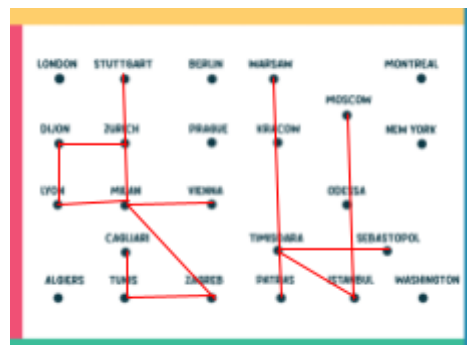 LONDON STUTTGART BERLIN WARSAW MONTREAL
MOSCOW
DIJON ZURICH PRAGUE KRACOW NEW YORK
LYON MILAN VIENNA ODESSA
CAGLIARI TIMISOARA SEBASTOPOL
ALGIERS TUNIS ZAGREB PATRAS ISTANBUL WASHINGTON